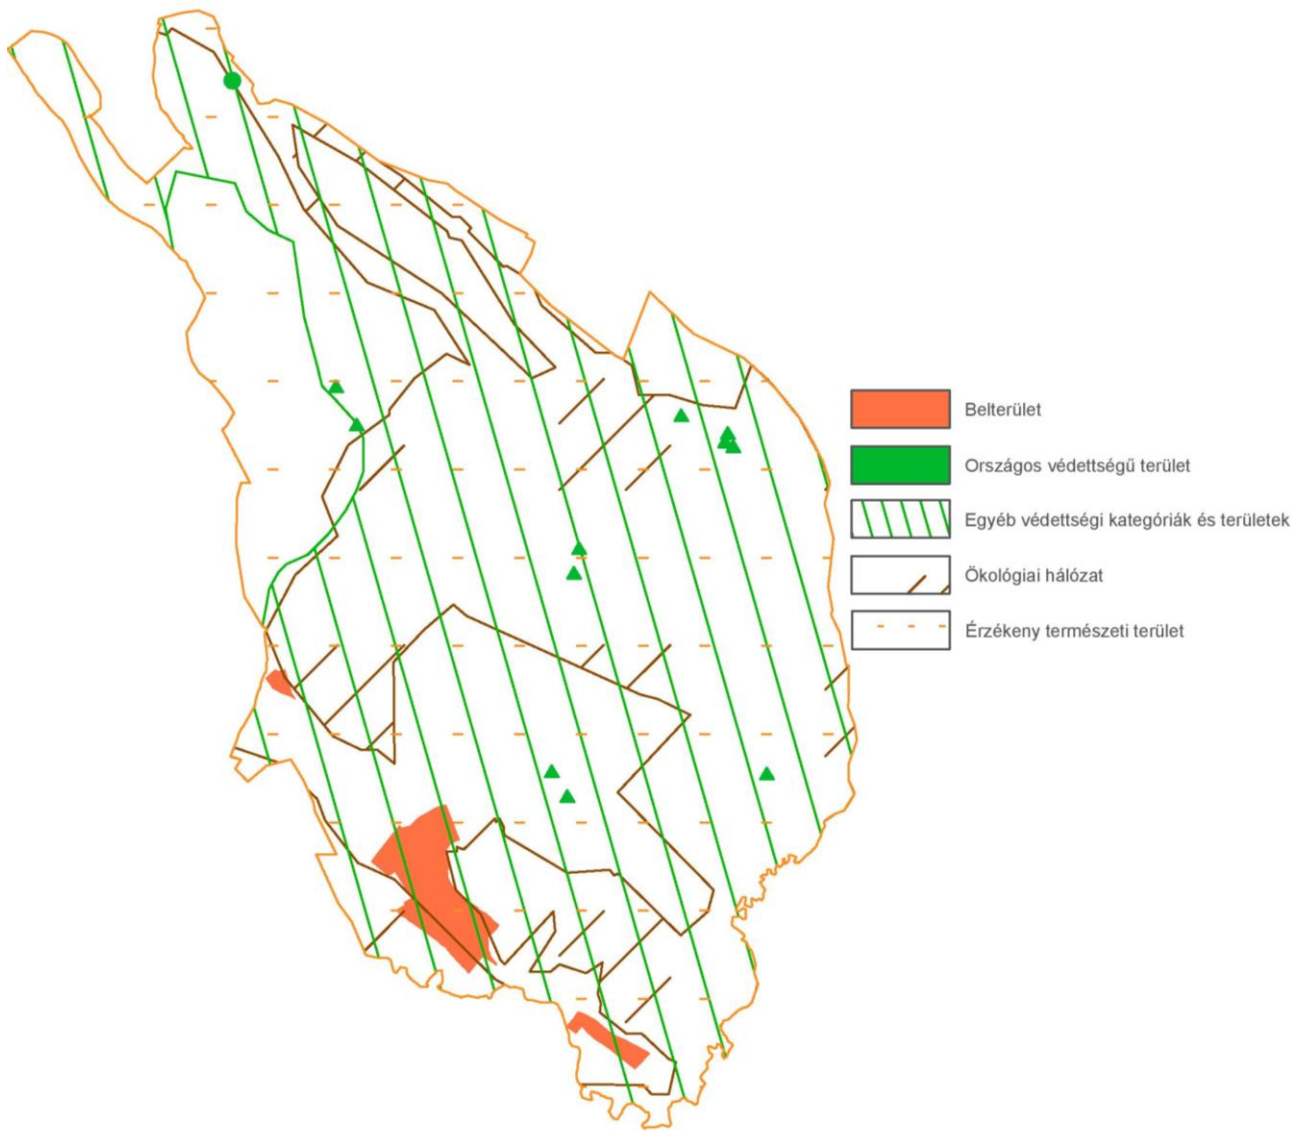 Belterület
Országos védettségű terület
Egyéb védettségi kategóriák és területek
Ökológiai hálózat
Érzékeny természeti terület